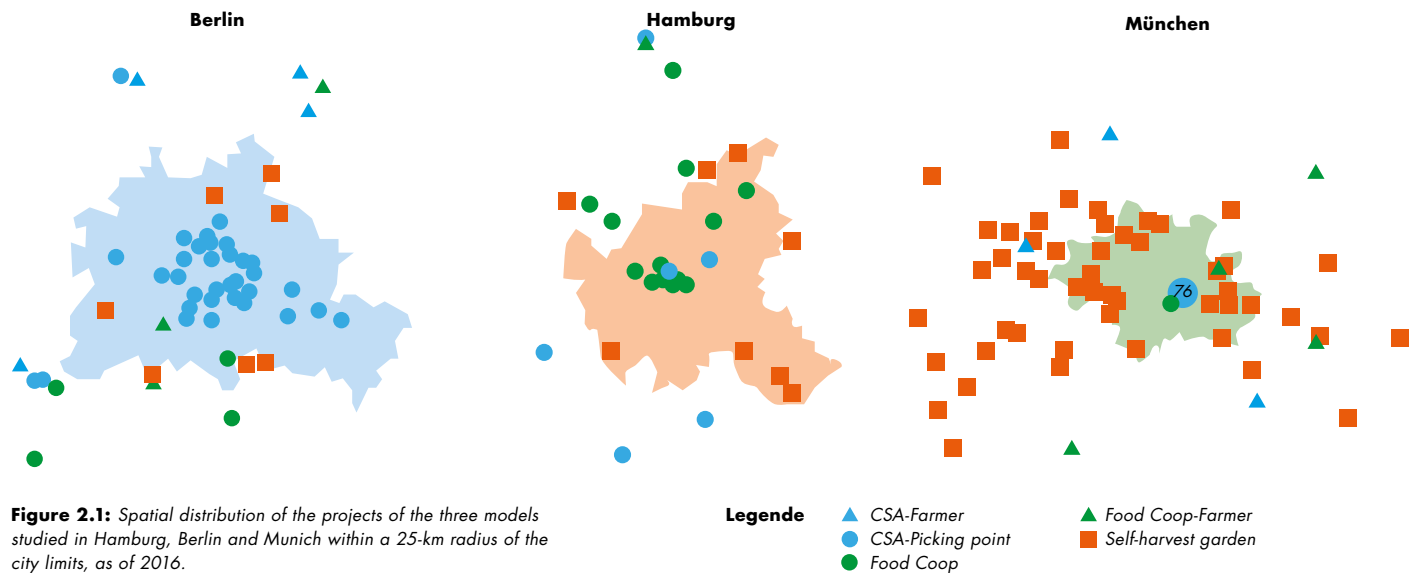 Berlin
Hamburg
München
76
Figure 2.1: Spatial distribution of the projects of the three models
studied in Hamburg, Berlin and Munich within a 25-km radius of the
city limits, as of 2016.
Legende
CSA-Farmer
CSA-Picking point
Food Coop
Food Coop-Farmer
Self-harvest garden